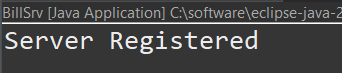 BillSrv [Java Application] C:\software\eclipse-java-2
Server Registered